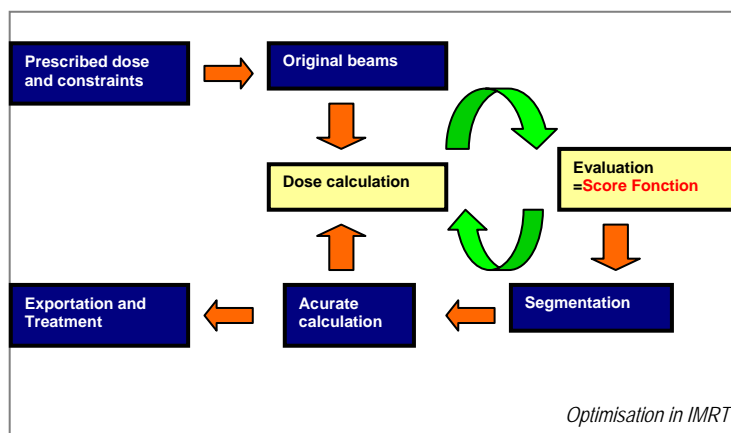 Prescribed dose
and constraints
Original beams
Dose calculation
Evaluation
=Score Fonction
Exportation and
Treatment
Acurate
calculation
Segmentation
Optimisation in IMRT